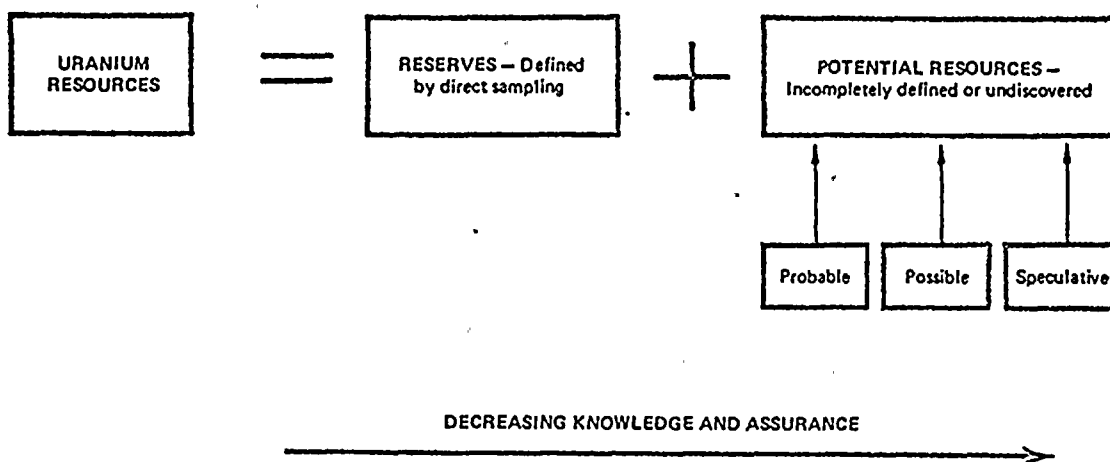 URANIUM
RESOURCES
RESERVES — Defined
by direct sampling
POTENTIAL RESOURCES —
Incompletely defined or undiscovered
Probable
Possible
Speculative
DECREASING KNOWLEDGE AND ASSURANCE